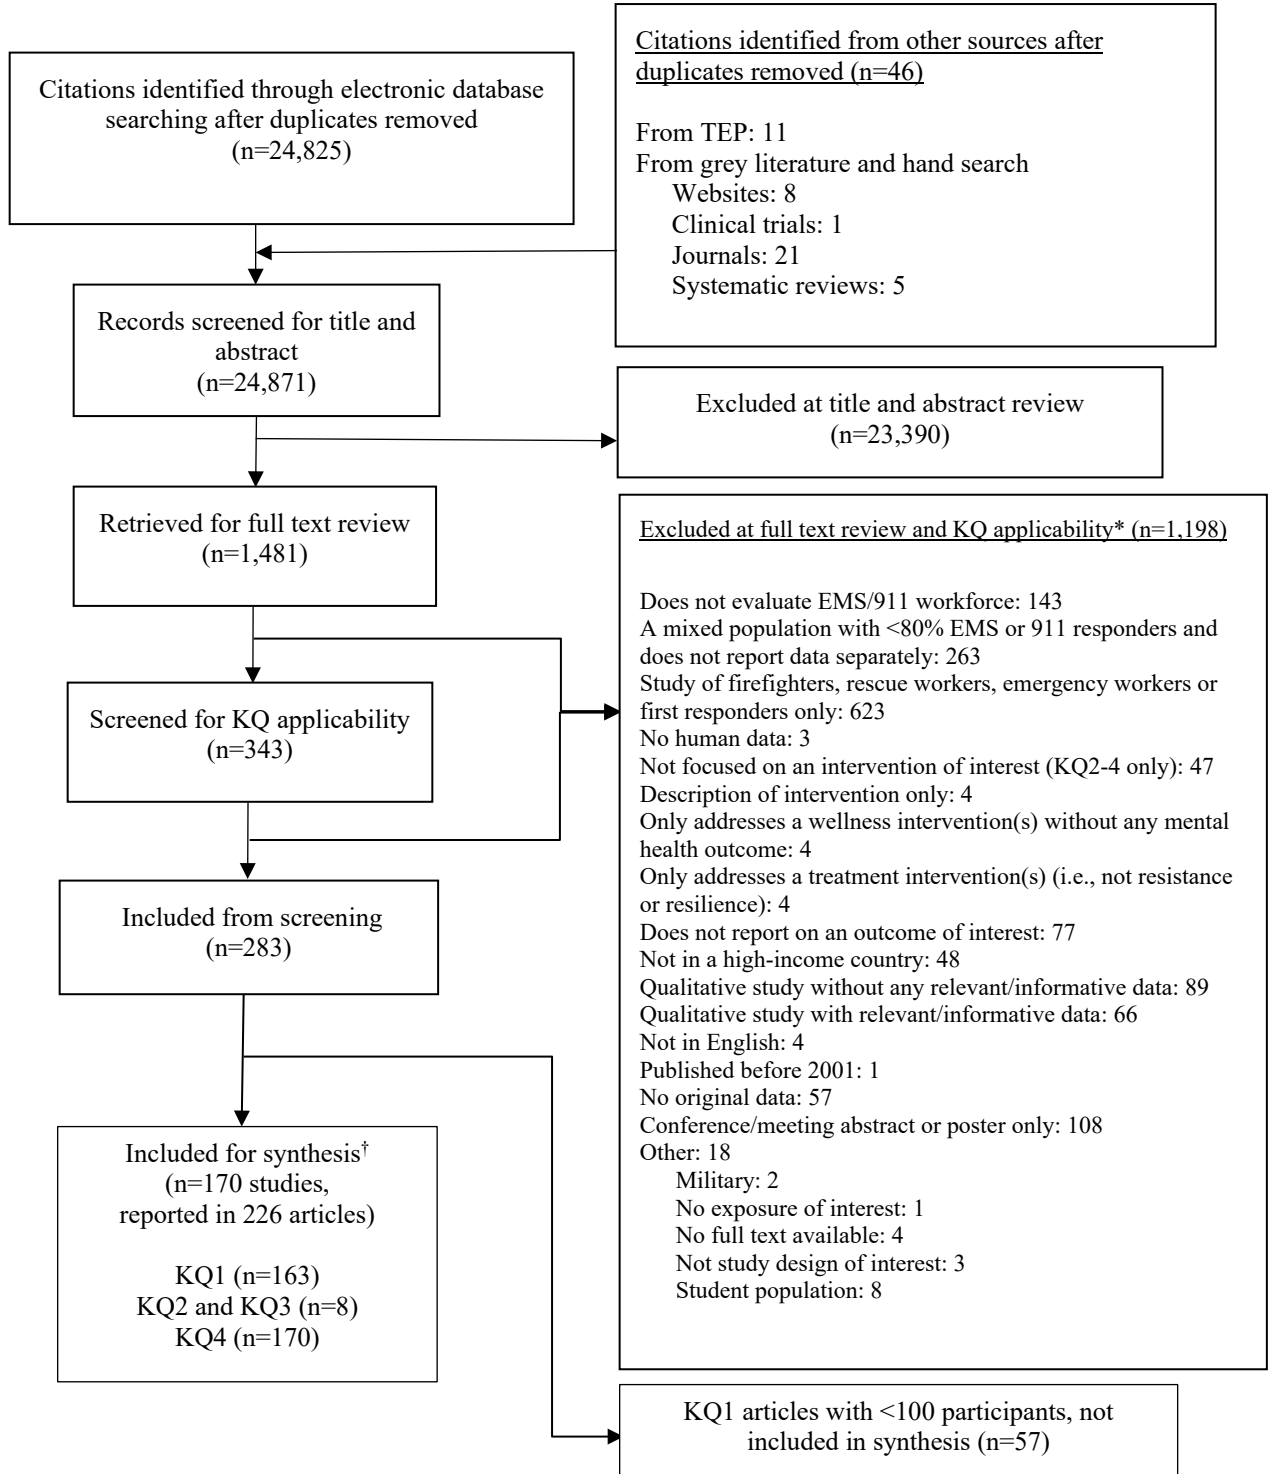 Citations identified through electronic database
searching after duplicates removed
(n=24,825)
Citations identified from other sources after
duplicates removed (n=46)
From TEP: 11
From grey literature and hand search
Websites: 8
Clinical trials: 1
Journals: 21
Systematic reviews: 5
Records screened for title and
abstract
(n=24,871)
Excluded at title and abstract review
(n=23,390)
Retrieved for full text review
(n=1,481)
Excluded at full text review and KQ applicability* (n=1,198)
Does not evaluate EMS/911 workforce: 143
A mixed population with <80% EMS or 911 responders and
does not report data separately: 263
Study of firefighters, rescue workers, emergency workers or
first responders only: 623
No human data: 3
Not focused on an intervention of interest (KQ2-4 only): 47
Description of intervention only: 4
Only addresses a wellness intervention(s) without any mental
health outcome: 4
Only addresses a treatment intervention(s) (i.e., not resistance
or resilience): 4
Does not report on an outcome of interest: 77
Not in a high-income country: 48
Qualitative study without any relevant/informative data: 89
Qualitative study with relevant/informative data: 66
Not in English: 4
Published before 2001: 1
No original data: 57
Conference/meeting abstract or poster only: 108
Other: 18
Military: 2
No exposure of interest: 1
No full text available: 4
Not study design of interest: 3
Student population: 8
Screened for KQ applicability
(n=343)
Included from screening
(n=283)
Included for synthesis†
(n=170 studies,
reported in 226 articles)
KQ1 (n=163)
KQ2 and KQ3 (n=8)
KQ4 (n=170)
KQ1 articles with <100 participants, not
included in synthesis (n=57)